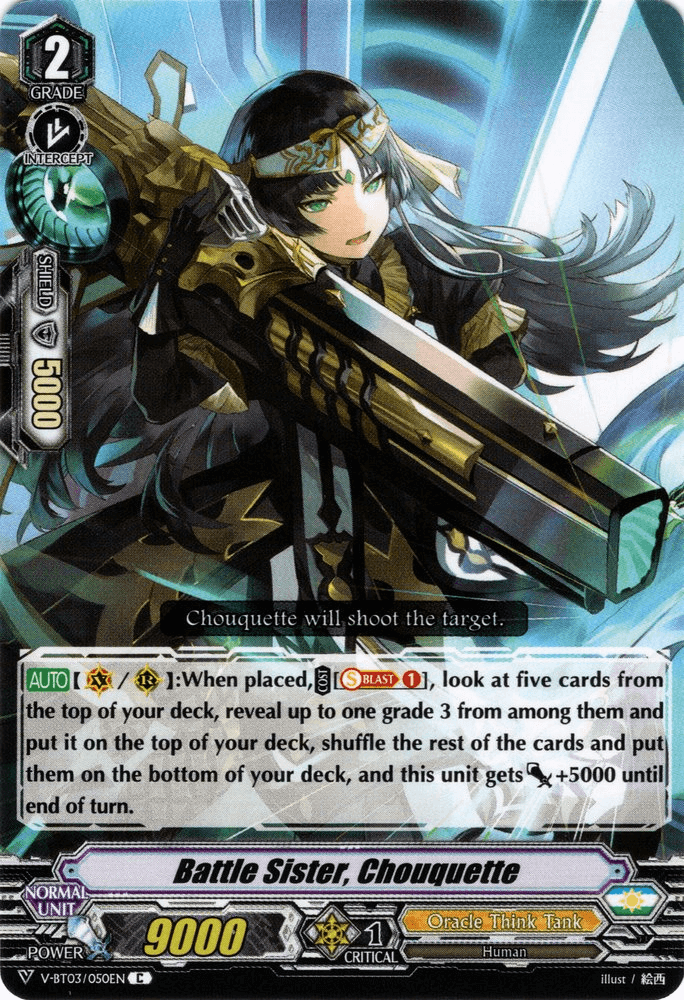 2
GRADE
INTERCEPT
SHIELD
5000
Chouquette will shoot the target.
AUTO【 V / R 】:When placed, COST [S BLAST 1], look at five cards from
the top of your deck, reveal up to one grade 3 from among them and
put it on the top of your deck, shuffle the rest of the cards and put
them on the bottom of your deck, and this unit gets +5000 until
end of turn.
Battle Sister, Chouquette
NORMAL
UNIT
POWER 9000
1
CRITICAL
Oracle Think Tank
Human
V-BT03/050EN C
illust / 絵西